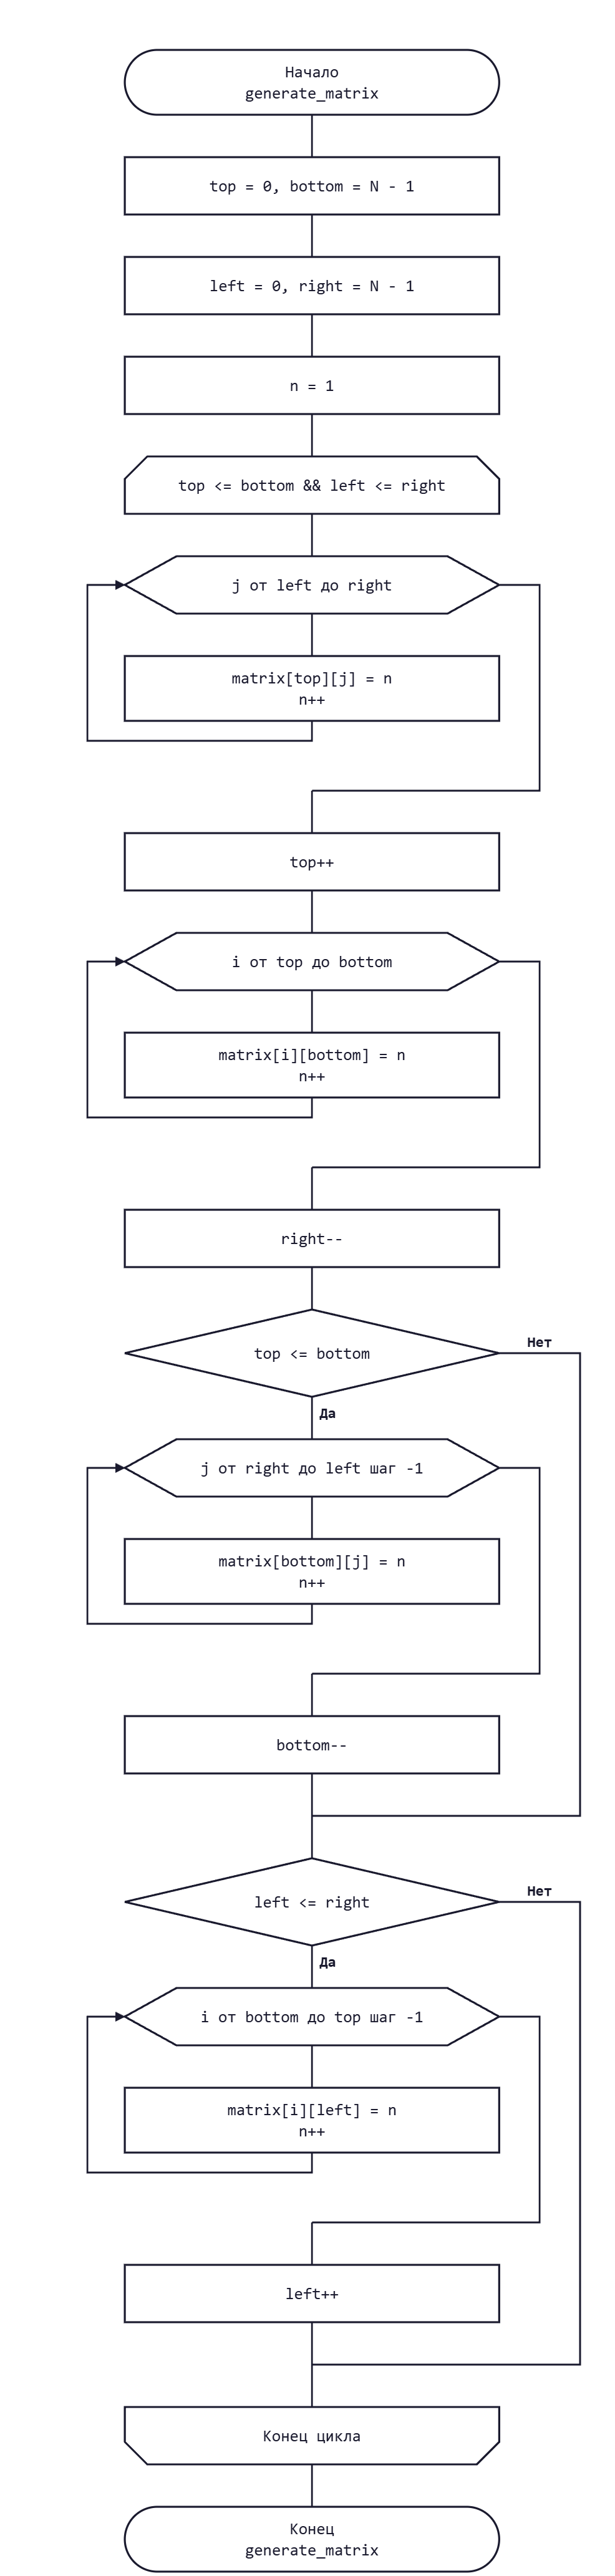 Начало
generate_matrix
top = 0, bottom = N - 1
left = 0, right = N - 1
n = 1
top <= bottom && left <= right
j от left до right
matrix[top][j] = n
n++
top++
i от top до bottom
matrix[i][bottom] = n
n++
right--
top <= bottom
Нет
Да
j от right до left шаг -1
matrix[bottom][j] = n
n++
bottom--
left <= right
Нет
Да
i от bottom до top шаг -1
matrix[i][left] = n
n++
left++
Конец цикла
Конец
generate_matrix